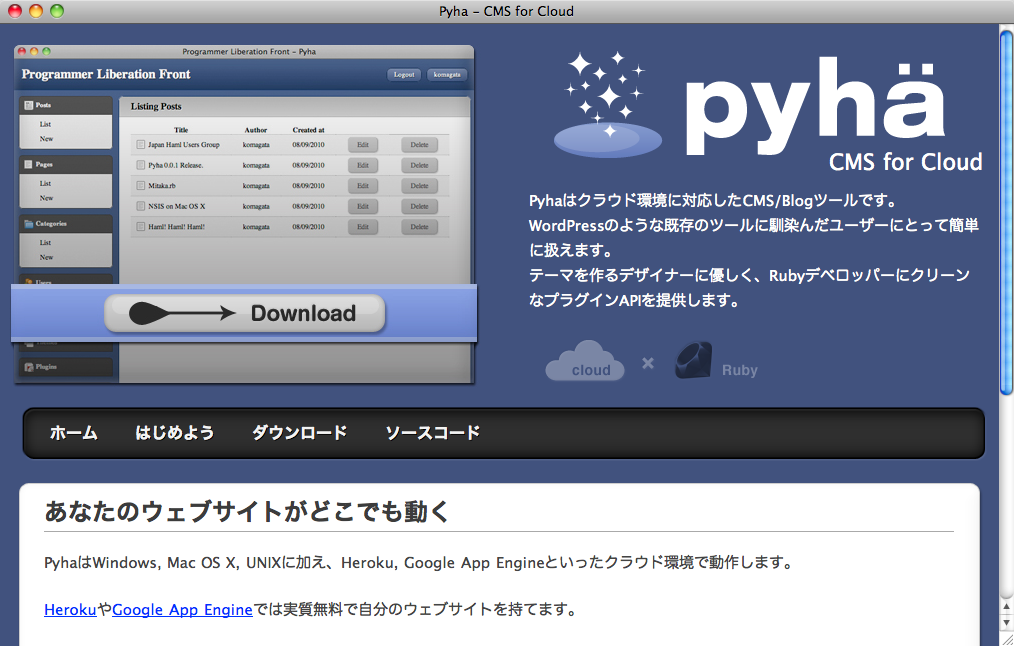 Pyha – CMS for Cloud
Programmer Liberation Front - Pyha
Programmer Liberation Front
Logout
komagata
Posts
List
New
Pages
List
New
Categories
List
New
Users
Plugins
Listing Posts
Title Author Created at
Japan Haml Users Group komagata 08/09/2010 Edit Delete
Pyha 0.0.1 Release. komagata 08/09/2010 Edit Delete
Mitaka.rb komagata 08/09/2010 Edit Delete
NSIS on Mac OS X komagata 08/09/2010 Edit Delete
Haml! Haml! Haml! komagata 08/09/2010 Edit Delete
Download
pyhä
CMS for Cloud
Pyhaはクラウド環境に対応したCMS/Blogツールです。
WordPressのような既存のツールに馴染んだユーザーにとって簡単
に扱えます。
テーマを作るデザイナーに優しく、Rubyデベロッパーにクリーン
なプラグインAPIを提供します。
cloud × Ruby
ホーム はじめよう ダウンロード ソースコード
あなたのウェブサイトがどこでも動く
PyhaはWindows, Mac OS X, UNIXに加え、Heroku, Google App Engineといったクラウド環境で動作します。
HerokuやGoogle App Engineでは実質無料で自分のウェブサイトを持てます。